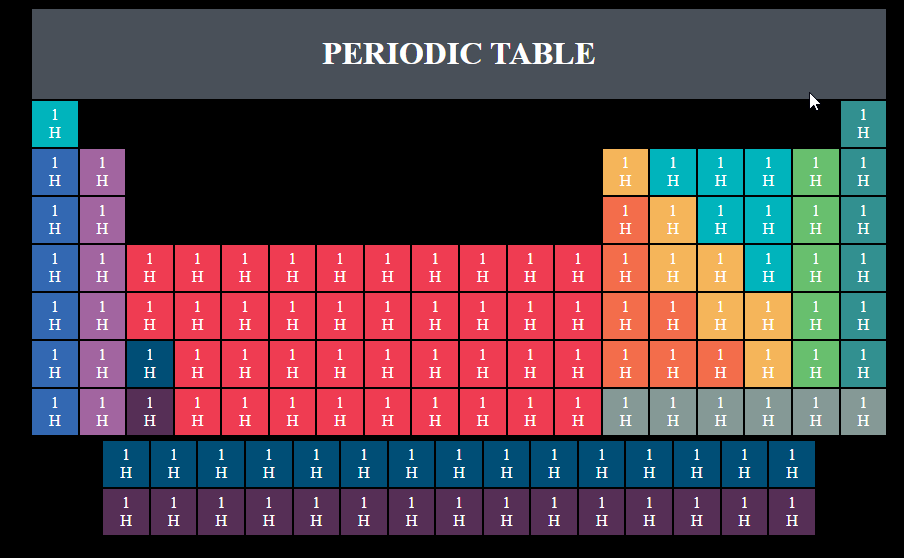 PERIODIC TABLE
1 1
H H
1 1 1 1 1 1 1 1
H H H H H H H H
1 1 1 1 1 1 1 1
H H H H H H H H
1 1 1 1 1 1 1 1 1 1 1 1 1 1 1 1 1 1
H H H H H H H H H H H H H H H H H H
1 1 1 1 1 1 1 1 1 1 1 1 1 1 1 1 1 1
H H H H H H H H H H H H H H H H H H
1 1 1 1 1 1 1 1 1 1 1 1 1 1 1 1 1 1
H H H H H H H H H H H H H H H H H H
1 1 1 1 1 1 1 1 1 1 1 1 1 1 1 1 1 1
H H H H H H H H H H H H H H H H H H
1 1 1 1 1 1 1 1 1 1 1 1 1 1 1
H H H H H H H H H H H H H H H
1 1 1 1 1 1 1 1 1 1 1 1 1 1 1
H H H H H H H H H H H H H H H